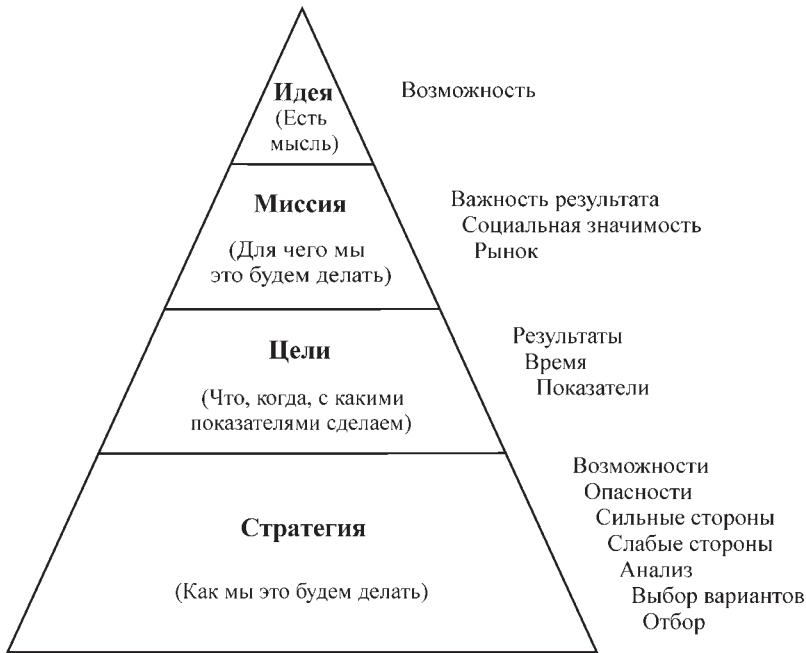 Идея
(Есть
мысль)
Возможность
Миссия
(Для чего мы
это будем делать)
Важность результата
Социальная значимость
Рынок
Цели
(Что, когда, с какими
показателями сделаем)
Результаты
Время
Показатели
Стратегия
(Как мы это будем делать)
Возможности
Опасности
Сильные стороны
Слабые стороны
Анализ
Выбор вариантов
Отбор